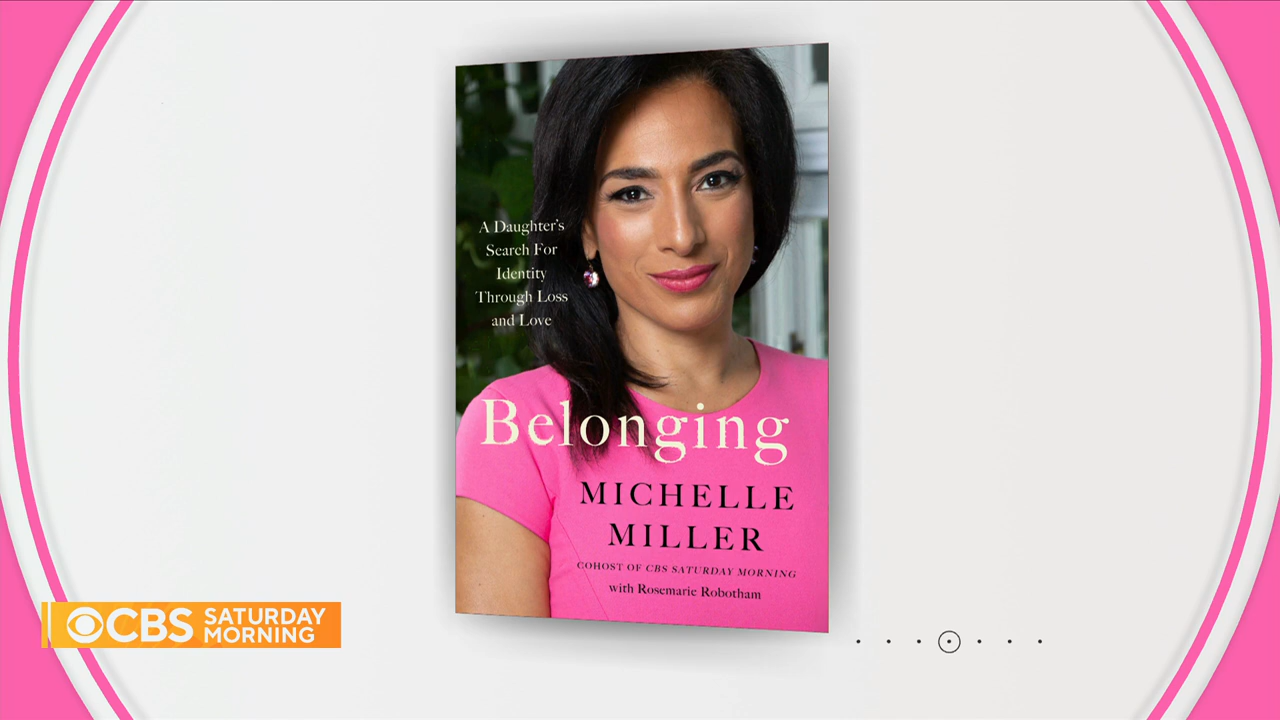 A Daughter's
Search For
Identity
Through Loss
and Love
Belonging
MICHELLE
MILLER
COHOST OF CBS SATURDAY MORNING
with Rosemarie Robotham
CBS SATURDAY
MORNING